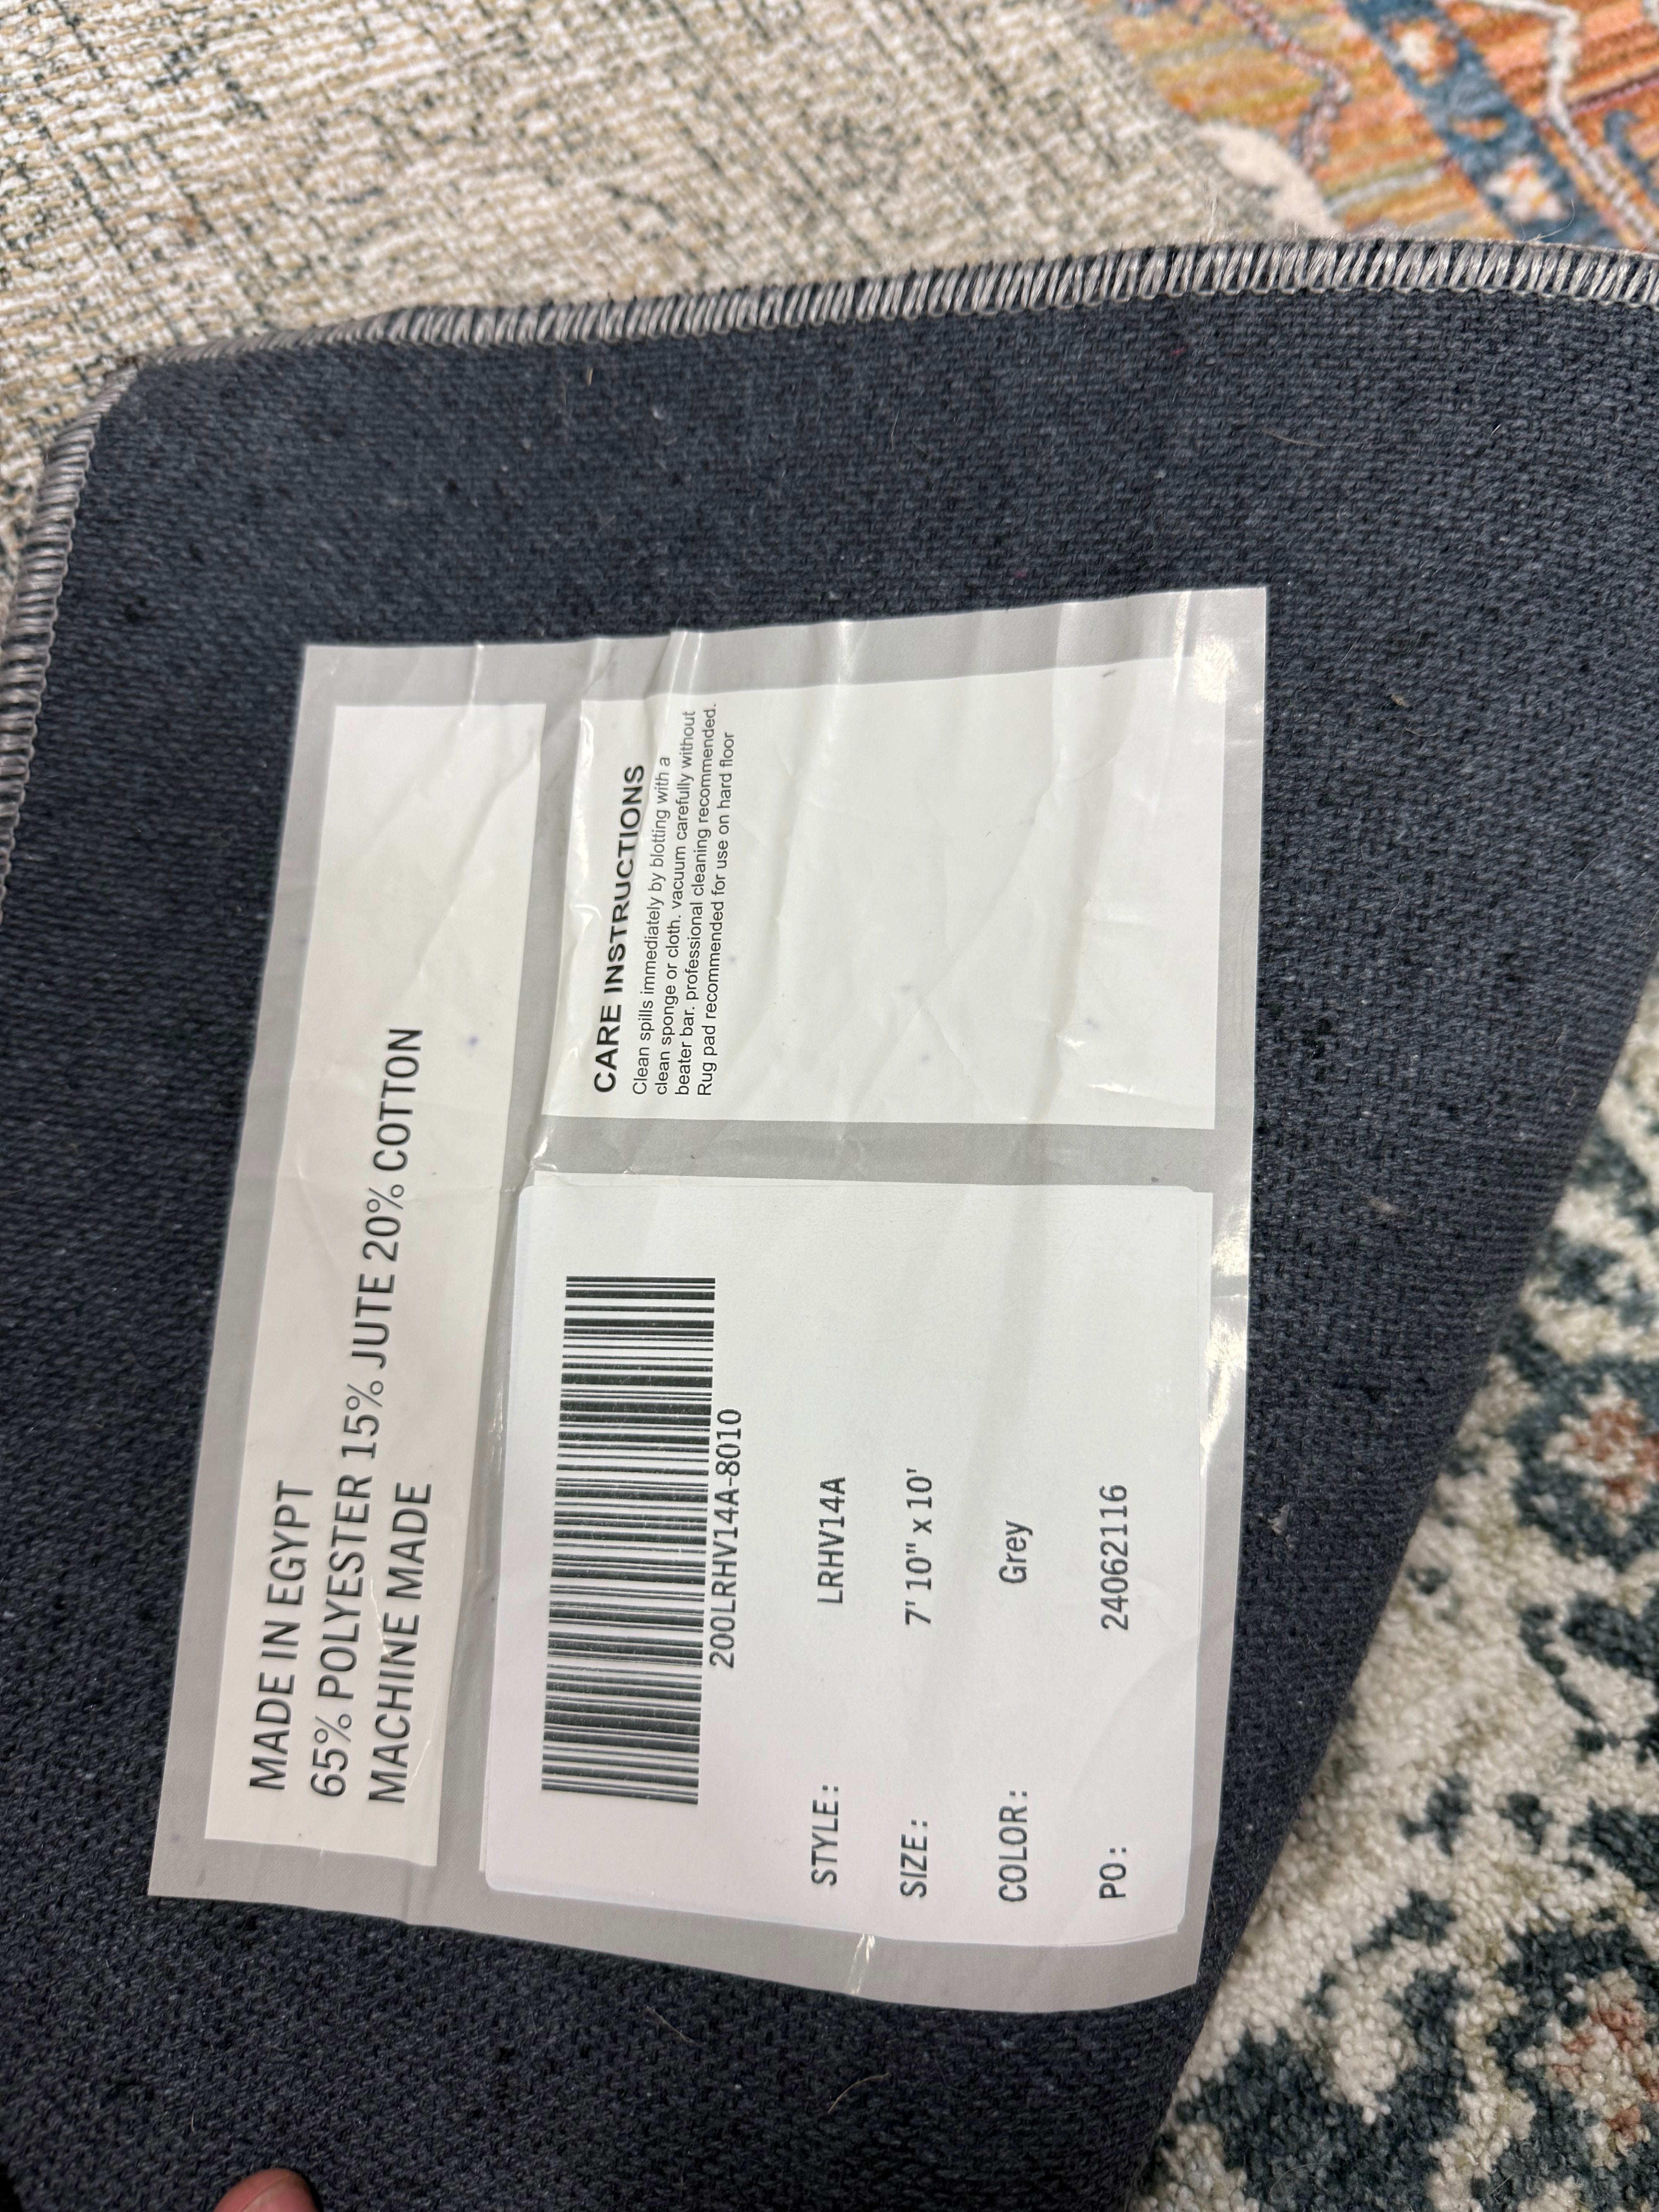 MADE IN EGYPT
65% POLYESTER 15% JUTE 20% COTTON
MACHINE MADE
CARE INSTRUCTIONS
Clean spills immediately by blotting with a
clean sponge or cloth. vacuum carefully without
beater bar. professional cleaning recommended.
Rug pad recommended for use on hard floor
200LRHV14A-8010
STYLE: LRHV14A
SIZE: 7' 10" x 10'
COLOR: Grey
PO: 24062116